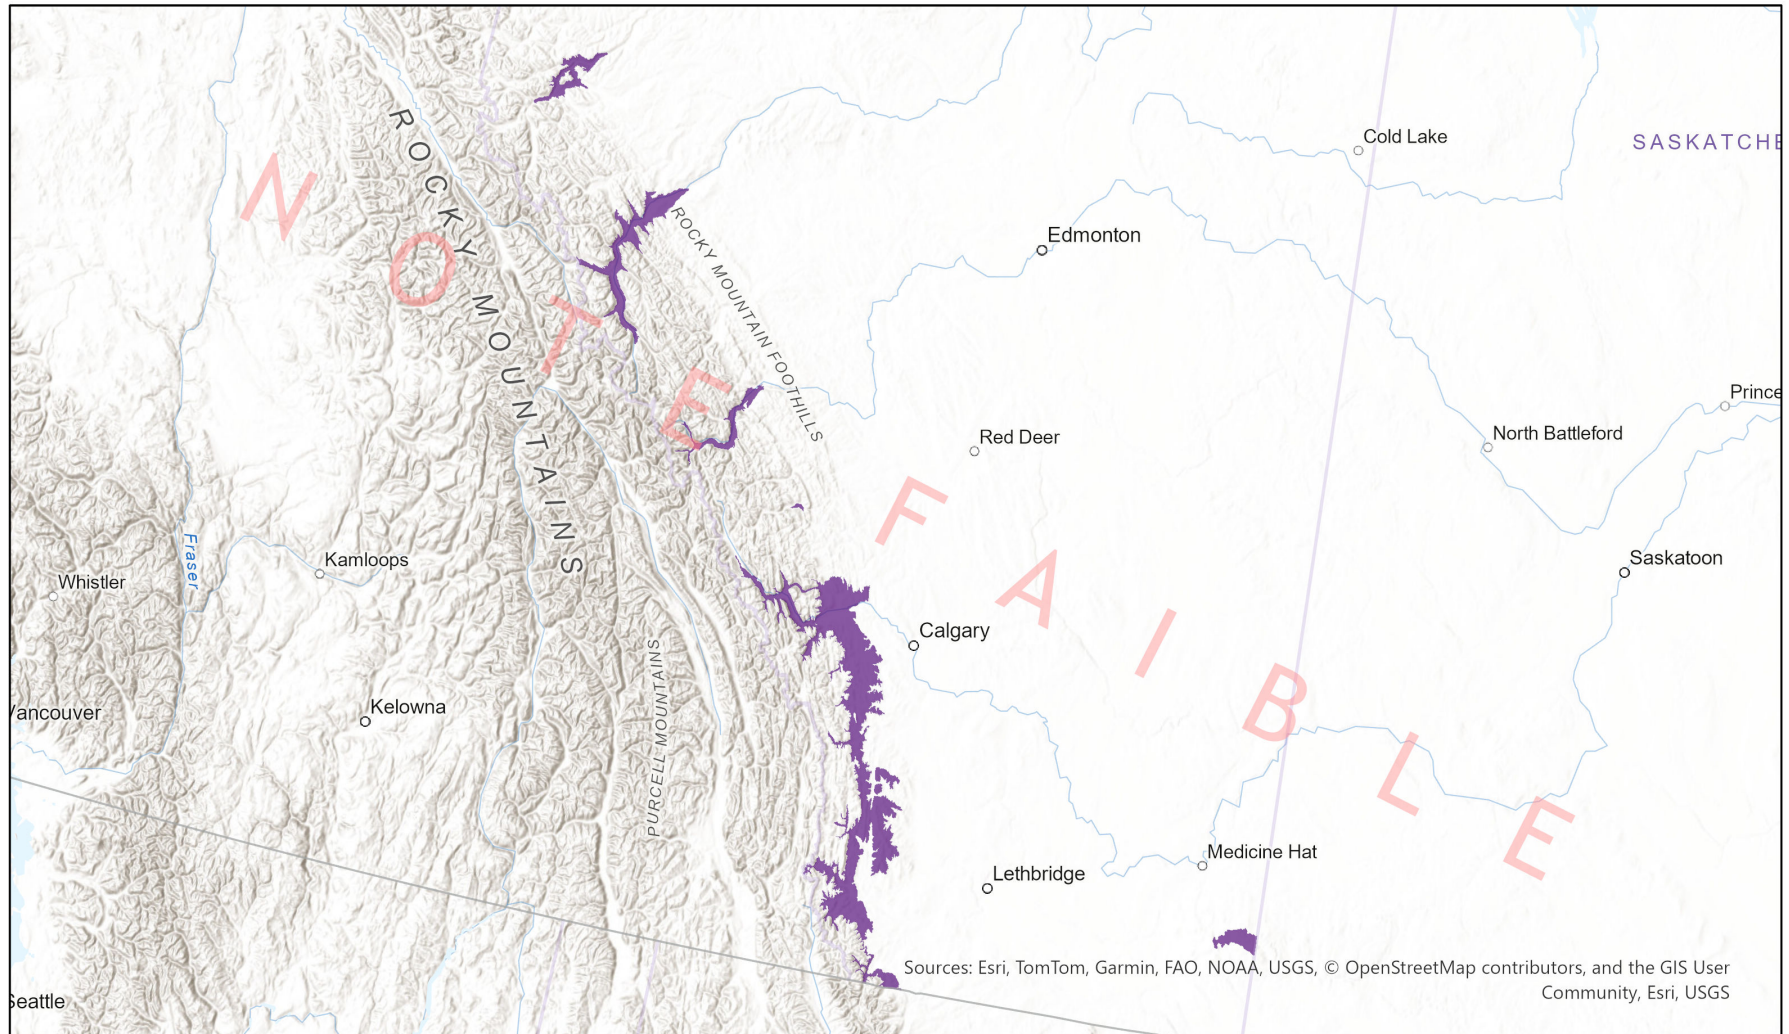 Cold Lake
SASKATCHE
ROCKY MOUNTAINS
NOTE
ROCKY MOUNTAIN FOOTHILLS
Edmonton
Prince
Red Deer
North Battleford
FAIBLE
Fraser
Kamloops
Whistler
Saskatoon
Calgary
PURCELL MOUNTAINS
Kelowna
Vancouver
Medicine Hat
Lethbridge
Sources: Esri, TomTom, Garmin, FAO, NOAA, USGS, © OpenStreetMap contributors, and the GIS User
Community, Esri, USGS
Seattle